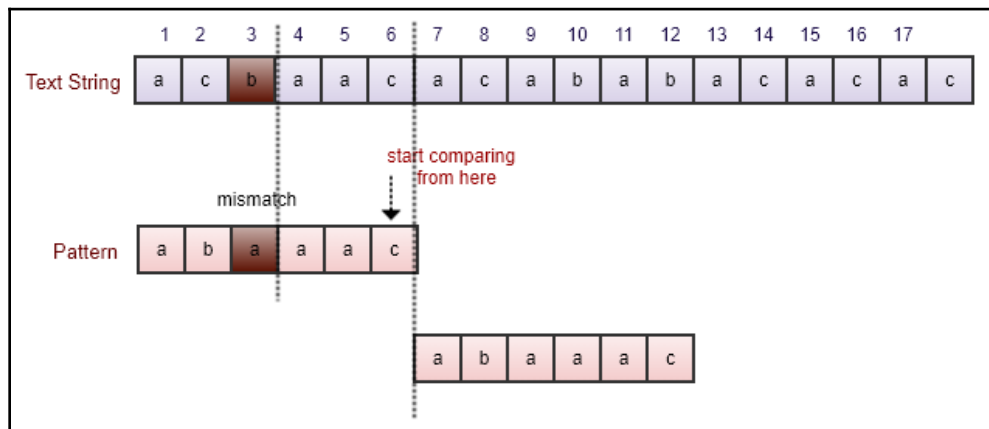 1 2 3 4 5 6 7 8 9 10 11 12 13 14 15 16 17
Text String a c b a a c a c a b a b a c a c a c
start comparing
from here
mismatch
Pattern a b a a a c
a b a a a c